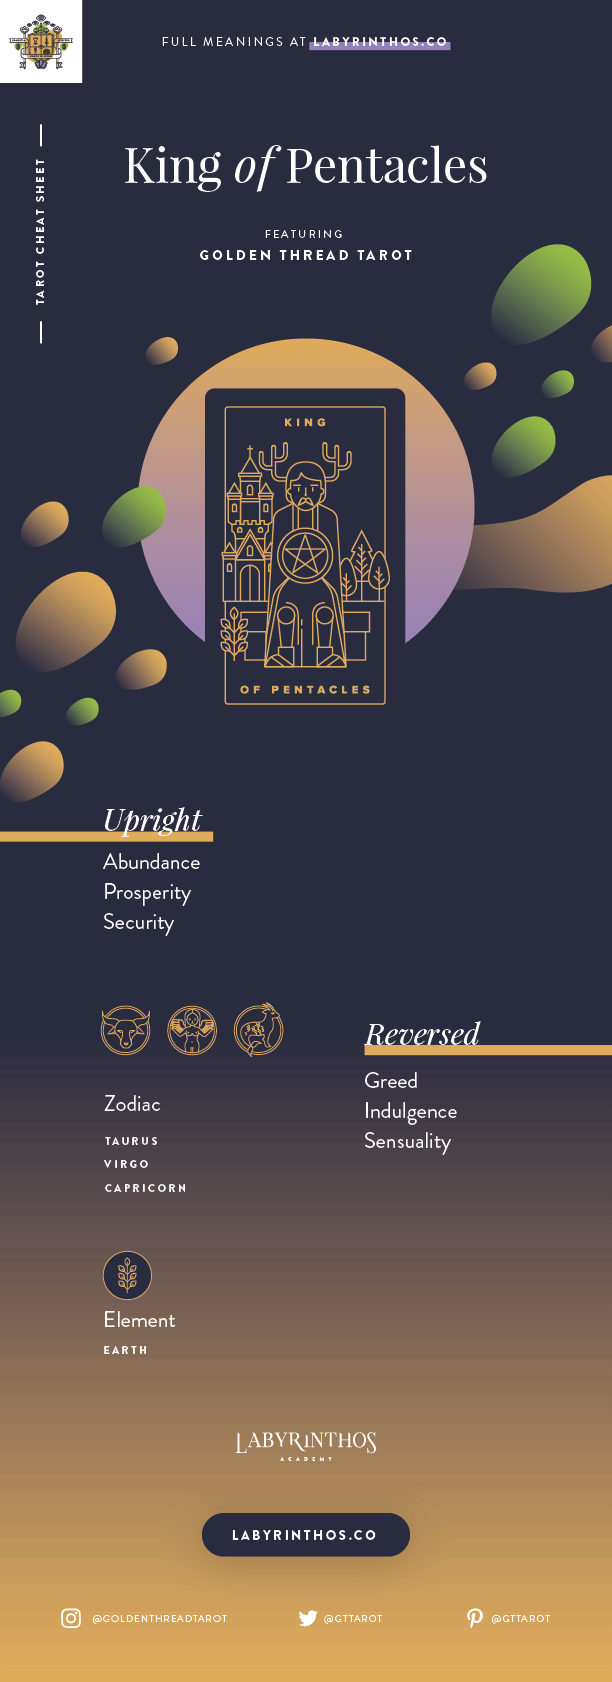 FULL MEANINGS AT LABYRINTHOS.CO
TAROT CHEAT SHEET
King of Pentacles
FEATURING
GOLDEN THREAD TAROT
KING
OF PENTACLES
Upright
Abundance
Prosperity
Security
Zodiac
TAURUS
VIRGO
CAPRICORN
Reversed
Greed
Indulgence
Sensuality
Element
EARTH
LABYRINTHOS
ACADEMY
LABYRINTHOS.CO
@GOLDENTHREADTAROT
@GTTAROT
@GTTAROT